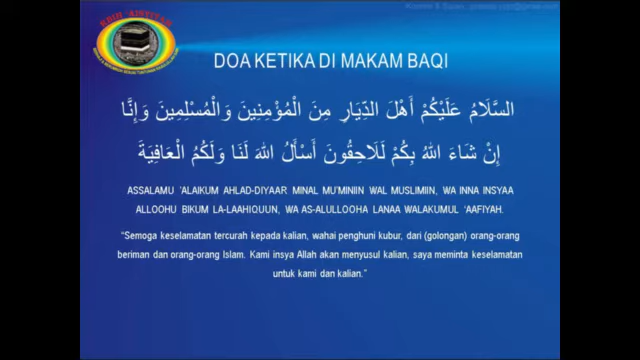 KBIH 'AISYIYAH
DOA KETIKA DI MAKAM BAQI
السَّلَامُ عَلَيْكُمْ أَهْلَ الدِّيَارِ مِنَ الْمُؤْمِنِينَ وَالْمُسْلِمِينَ وَإِنَّا
إِنْ شَاءَ اللهُ بِكُمْ لَلَاحِقُونَ أَسْأَلُ اللهَ لَنَا وَلَكُمُ الْعَافِيَةَ
ASSALAMU 'ALAIKUM AHLAD-DIYAAR MINAL MU'MINIIN WAL MUSLIMIIN, WA INNA INSYAA
ALLOOHU BIKUM LA-LAAHIQUUN, WA AS-ALULLOOHA LANAA WALAKUMUL 'AAFIYAH.
“Semoga keselamatan tercurah kepada kalian, wahai penghuni kubur, dari (golongan) orang-orang
beriman dan orang-orang Islam. Kami insya Allah akan menyusul kalian, saya meminta keselamatan
untuk kami dan kalian.”